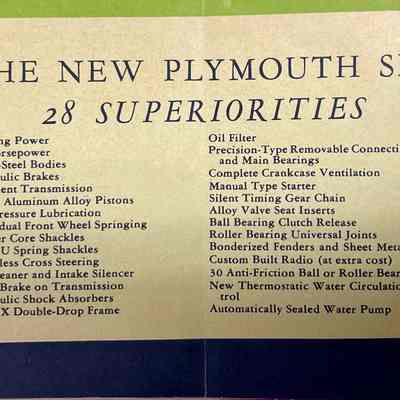 HE NEW PLYMOUTH S
28 SUPERIORITIES
ng Power
rsepower
-Steel Bodies
ulic Brakes
ent Transmission
Aluminum Alloy Pistons
ressure Lubrication
dual Front Wheel Springing
er Core Shackles
U Spring Shackles
less Cross Steering
eaner and Intake Silencer
Brake on Transmission
ulic Shock Absorbers
X Double-Drop Frame
Oil Filter
Precision-Type Removable Connecti
and Main Bearings
Complete Crankcase Ventilation
Manual Type Starter
Silent Timing Gear Chain
Alloy Valve Seat Inserts
Ball Bearing Clutch Release
Roller Bearing Universal Joints
Bonderized Fenders and Sheet Meta
Custom Built Radio (at extra cost)
30 Anti-Friction Ball or Roller Bear
New Thermostatic Water Circulatio
trol
Automatically Sealed Water Pump